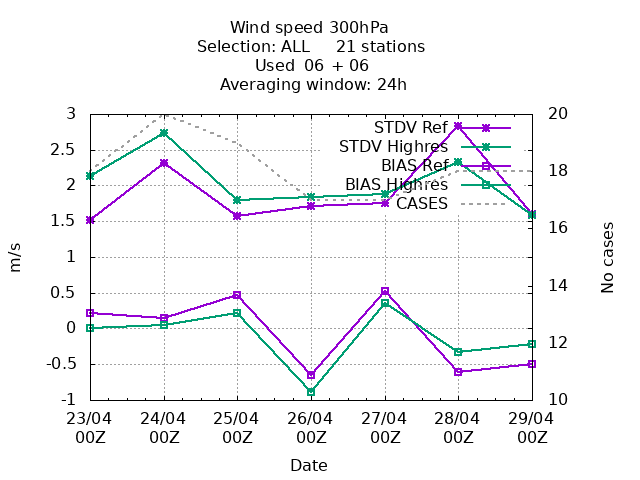 Wind speed 300hPa
Selection: ALL     21 stations
Used  06 + 06
Averaging window: 24h
3
2.5
2
1.5
1
0.5
0
-0.5
-1
m/s
20
18
16
14
12
10
No cases
STDV Ref
STDV Highres
BIAS Ref
BIAS Highres
CASES
23/04 24/04 25/04 26/04 27/04 28/04 29/04
00Z 00Z 00Z 00Z 00Z 00Z 00Z
Date